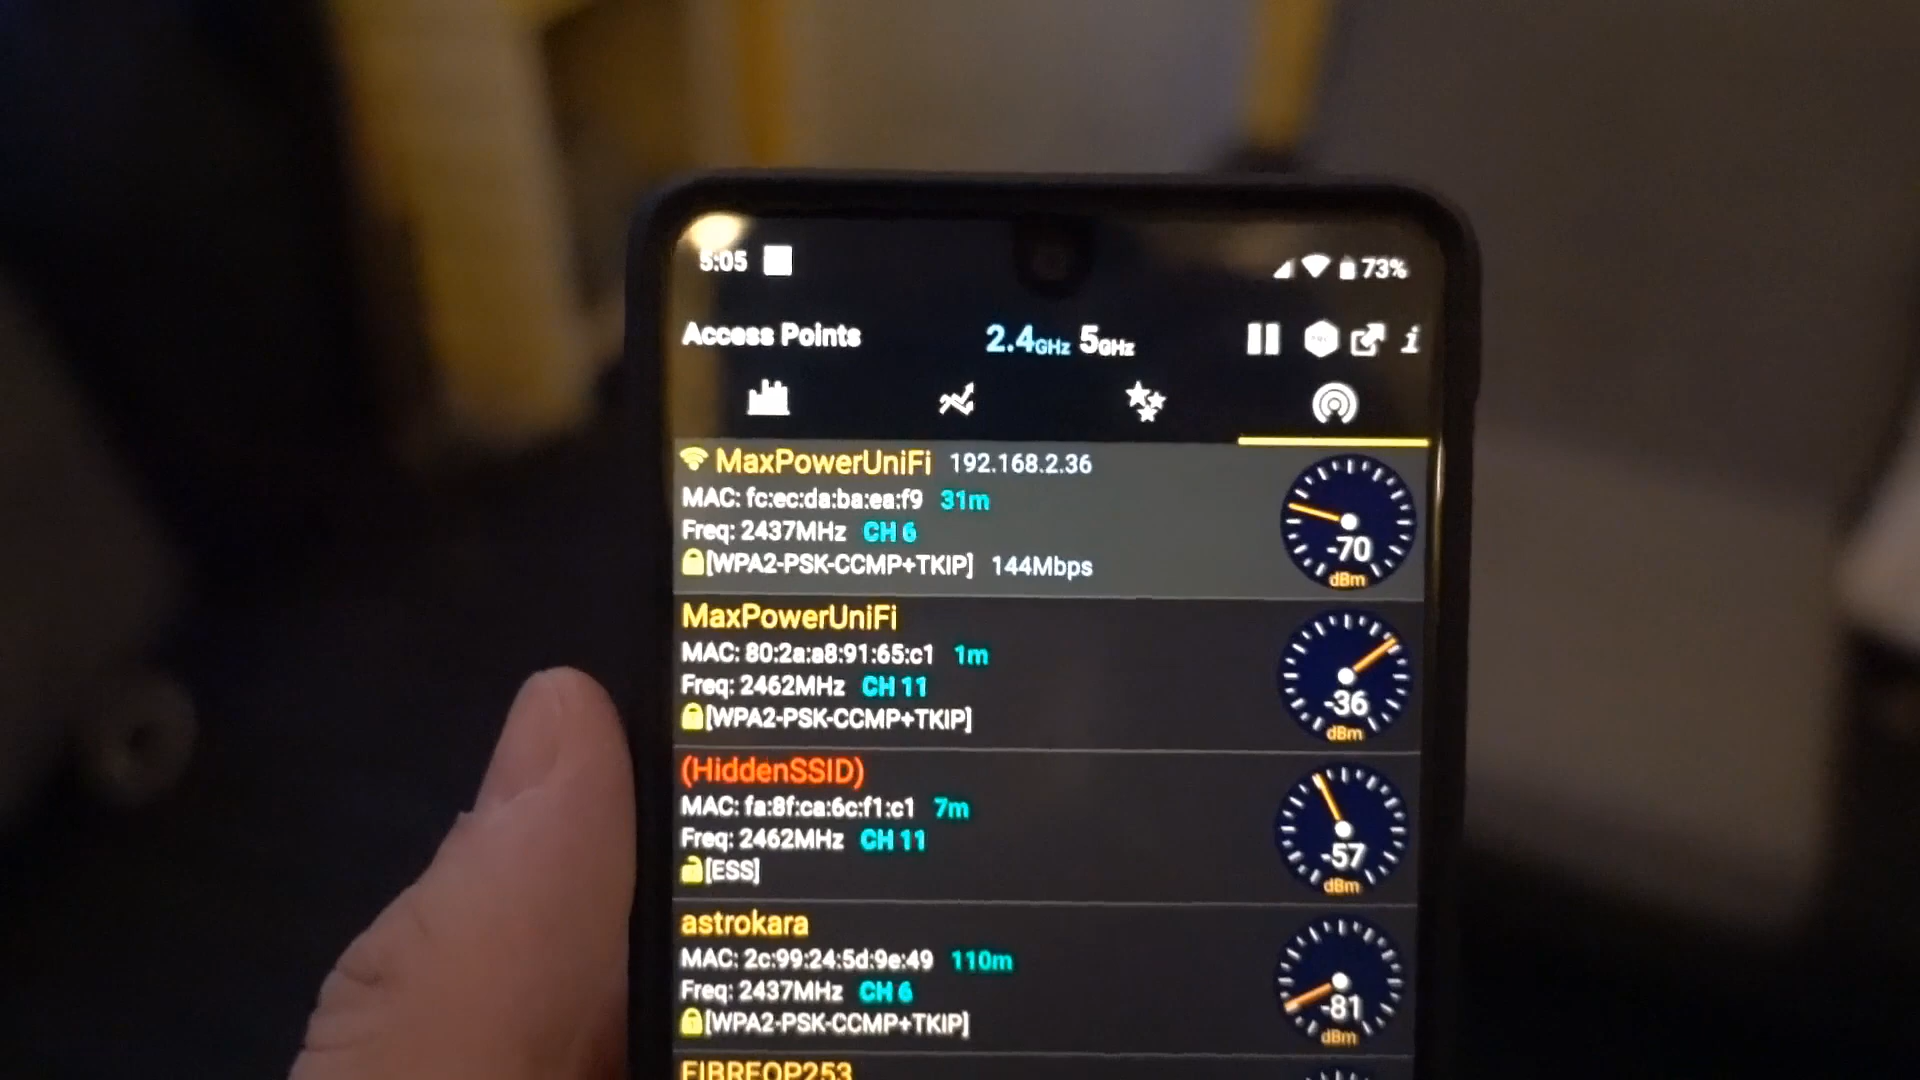 5:05 73%
Access Points 2.4GHz 5GHz i
MaxPowerUniFi 192.168.2.36
MAC: fc:ec:da:ba:ea:f9 31m
Freq: 2437MHz CH 6
[WPA2-PSK-CCMP+TKIP] 144Mbps
-70
dBm
MaxPowerUniFi
MAC: 80:2a:a8:91:65:c1 1m
Freq: 2462MHz CH 11
[WPA2-PSK-CCMP+TKIP]
-36
dBm
(HiddenSSID)
MAC: fa:8f:ca:6c:f1:c1 7m
Freq: 2462MHz CH 11
[ESS]
-57
dBm
astrokara
MAC: 2c:99:24:5d:9e:49 110m
Freq: 2437MHz CH 6
[WPA2-PSK-CCMP+TKIP]
-81
dBm
FIBREOP253